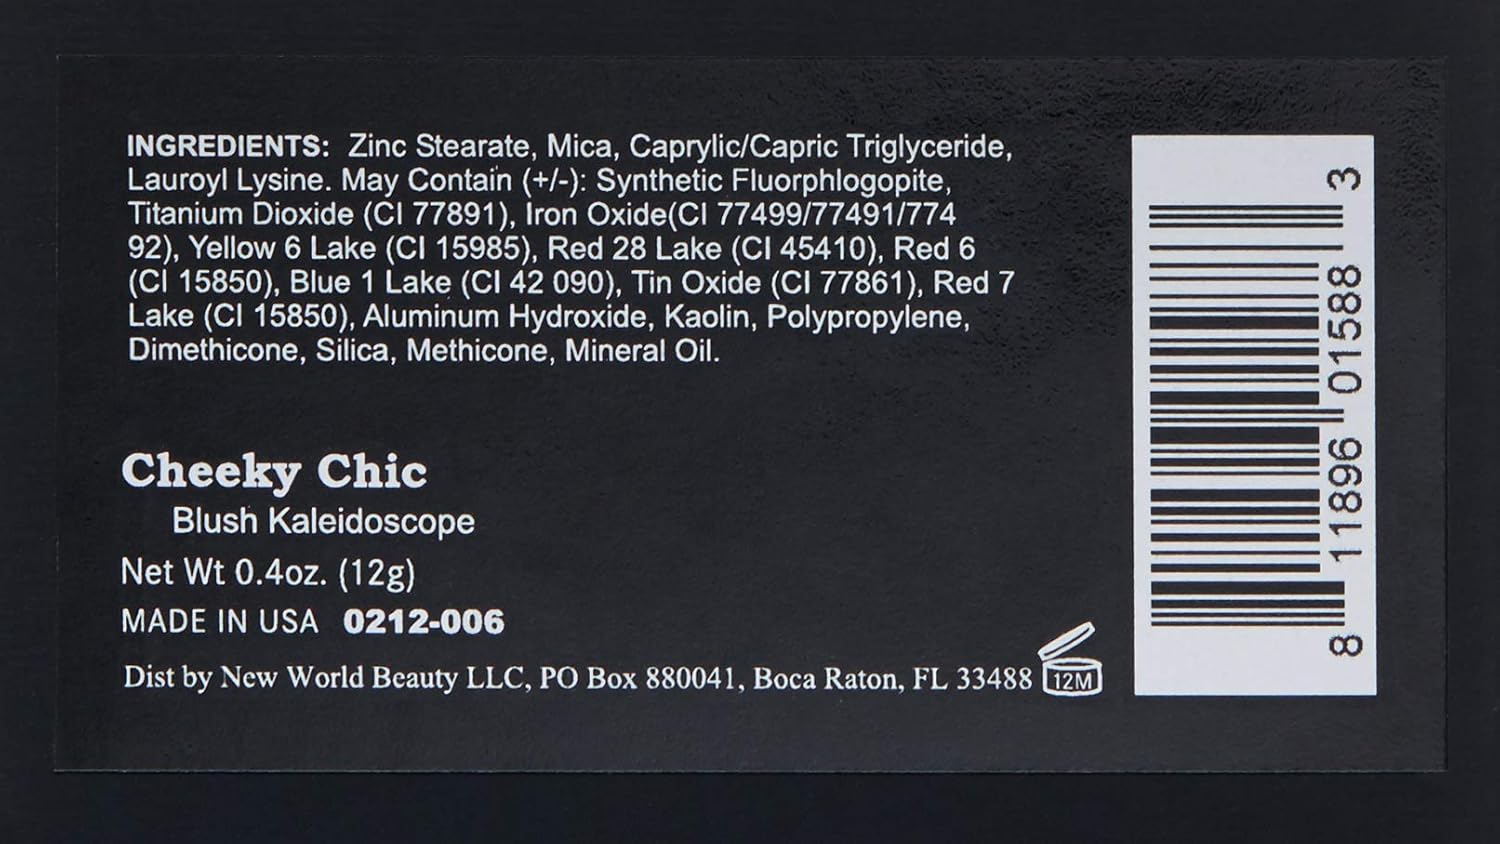 INGREDIENTS: Zinc Stearate, Mica, Caprylic/Capric Triglyceride,
Lauroyl Lysine. May Contain (+/-): Synthetic Fluorphlogopite,
Titanium Dioxide (CI 77891), Iron Oxide(CI 77499/77491/774
92), Yellow 6 Lake (CI 15985), Red 28 Lake (CI 45410), Red 6
(CI 15850), Blue 1 Lake (CI 42 090), Tin Oxide (CI 77861), Red 7
Lake (CI 15850), Aluminum Hydroxide, Kaolin, Polypropylene,
Dimethicone, Silica, Methicone, Mineral Oil.
Cheeky Chic
Blush Kaleidoscope
Net Wt 0.4oz. (12g)
MADE IN USA 0212-006
Dist by New World Beauty LLC, PO Box 880041, Boca Raton, FL 33488
12M
8 11896 01588 3